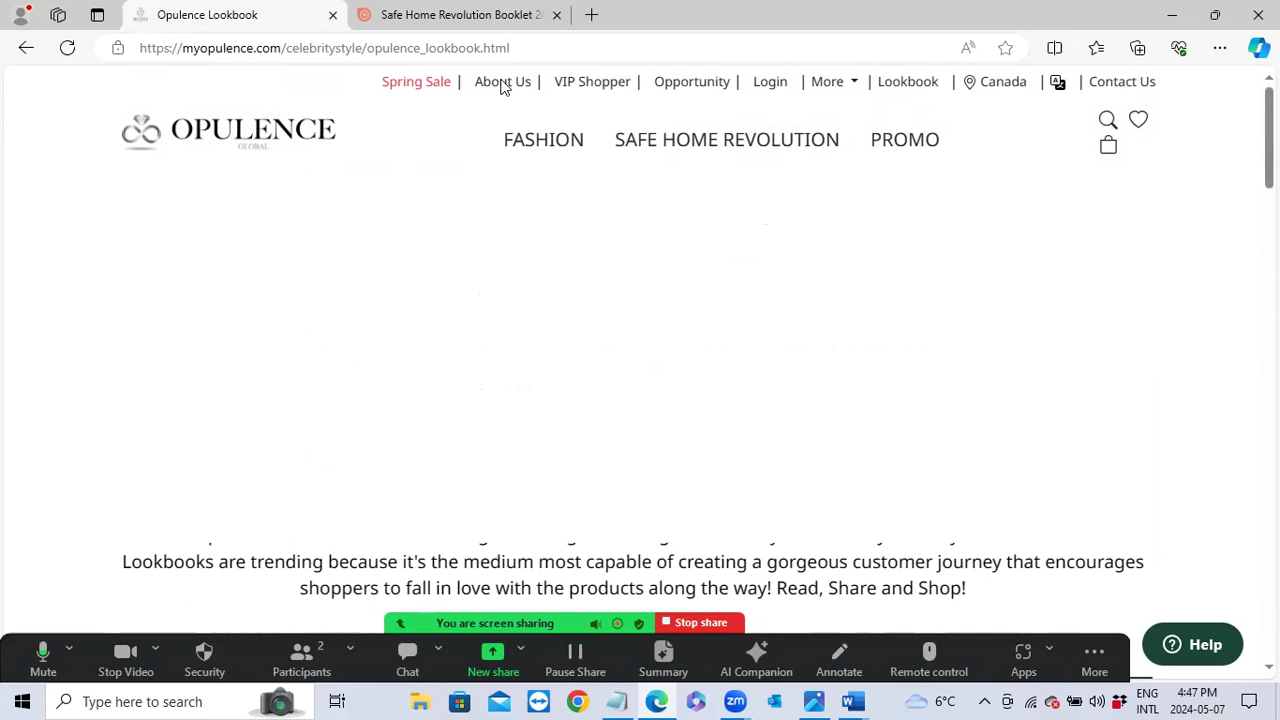 Opulence Lookbook
Safe Home Revolution Booklet
https://myopulence.com/celebritystyle/opulence_lookbook.html
Spring Sale | About Us | VIP Shopper | Opportunity | Login | More | Lookbook | Canada | | Contact Us
OPULENCE
GLOBAL
FASHION SAFE HOME REVOLUTION PROMO
Lookbooks are trending because it's the medium most capable of creating a gorgeous customer journey that encourages
shoppers to fall in love with the products along the way! Read, Share and Shop!
You are screen sharing Stop share
Help
2
Mute Stop Video Security Participants Chat New share Pause Share Summary AI Companion Annotate Remote control Apps More
Type here to search
6°C
ENG
INTL
4:47 PM
2024-05-07